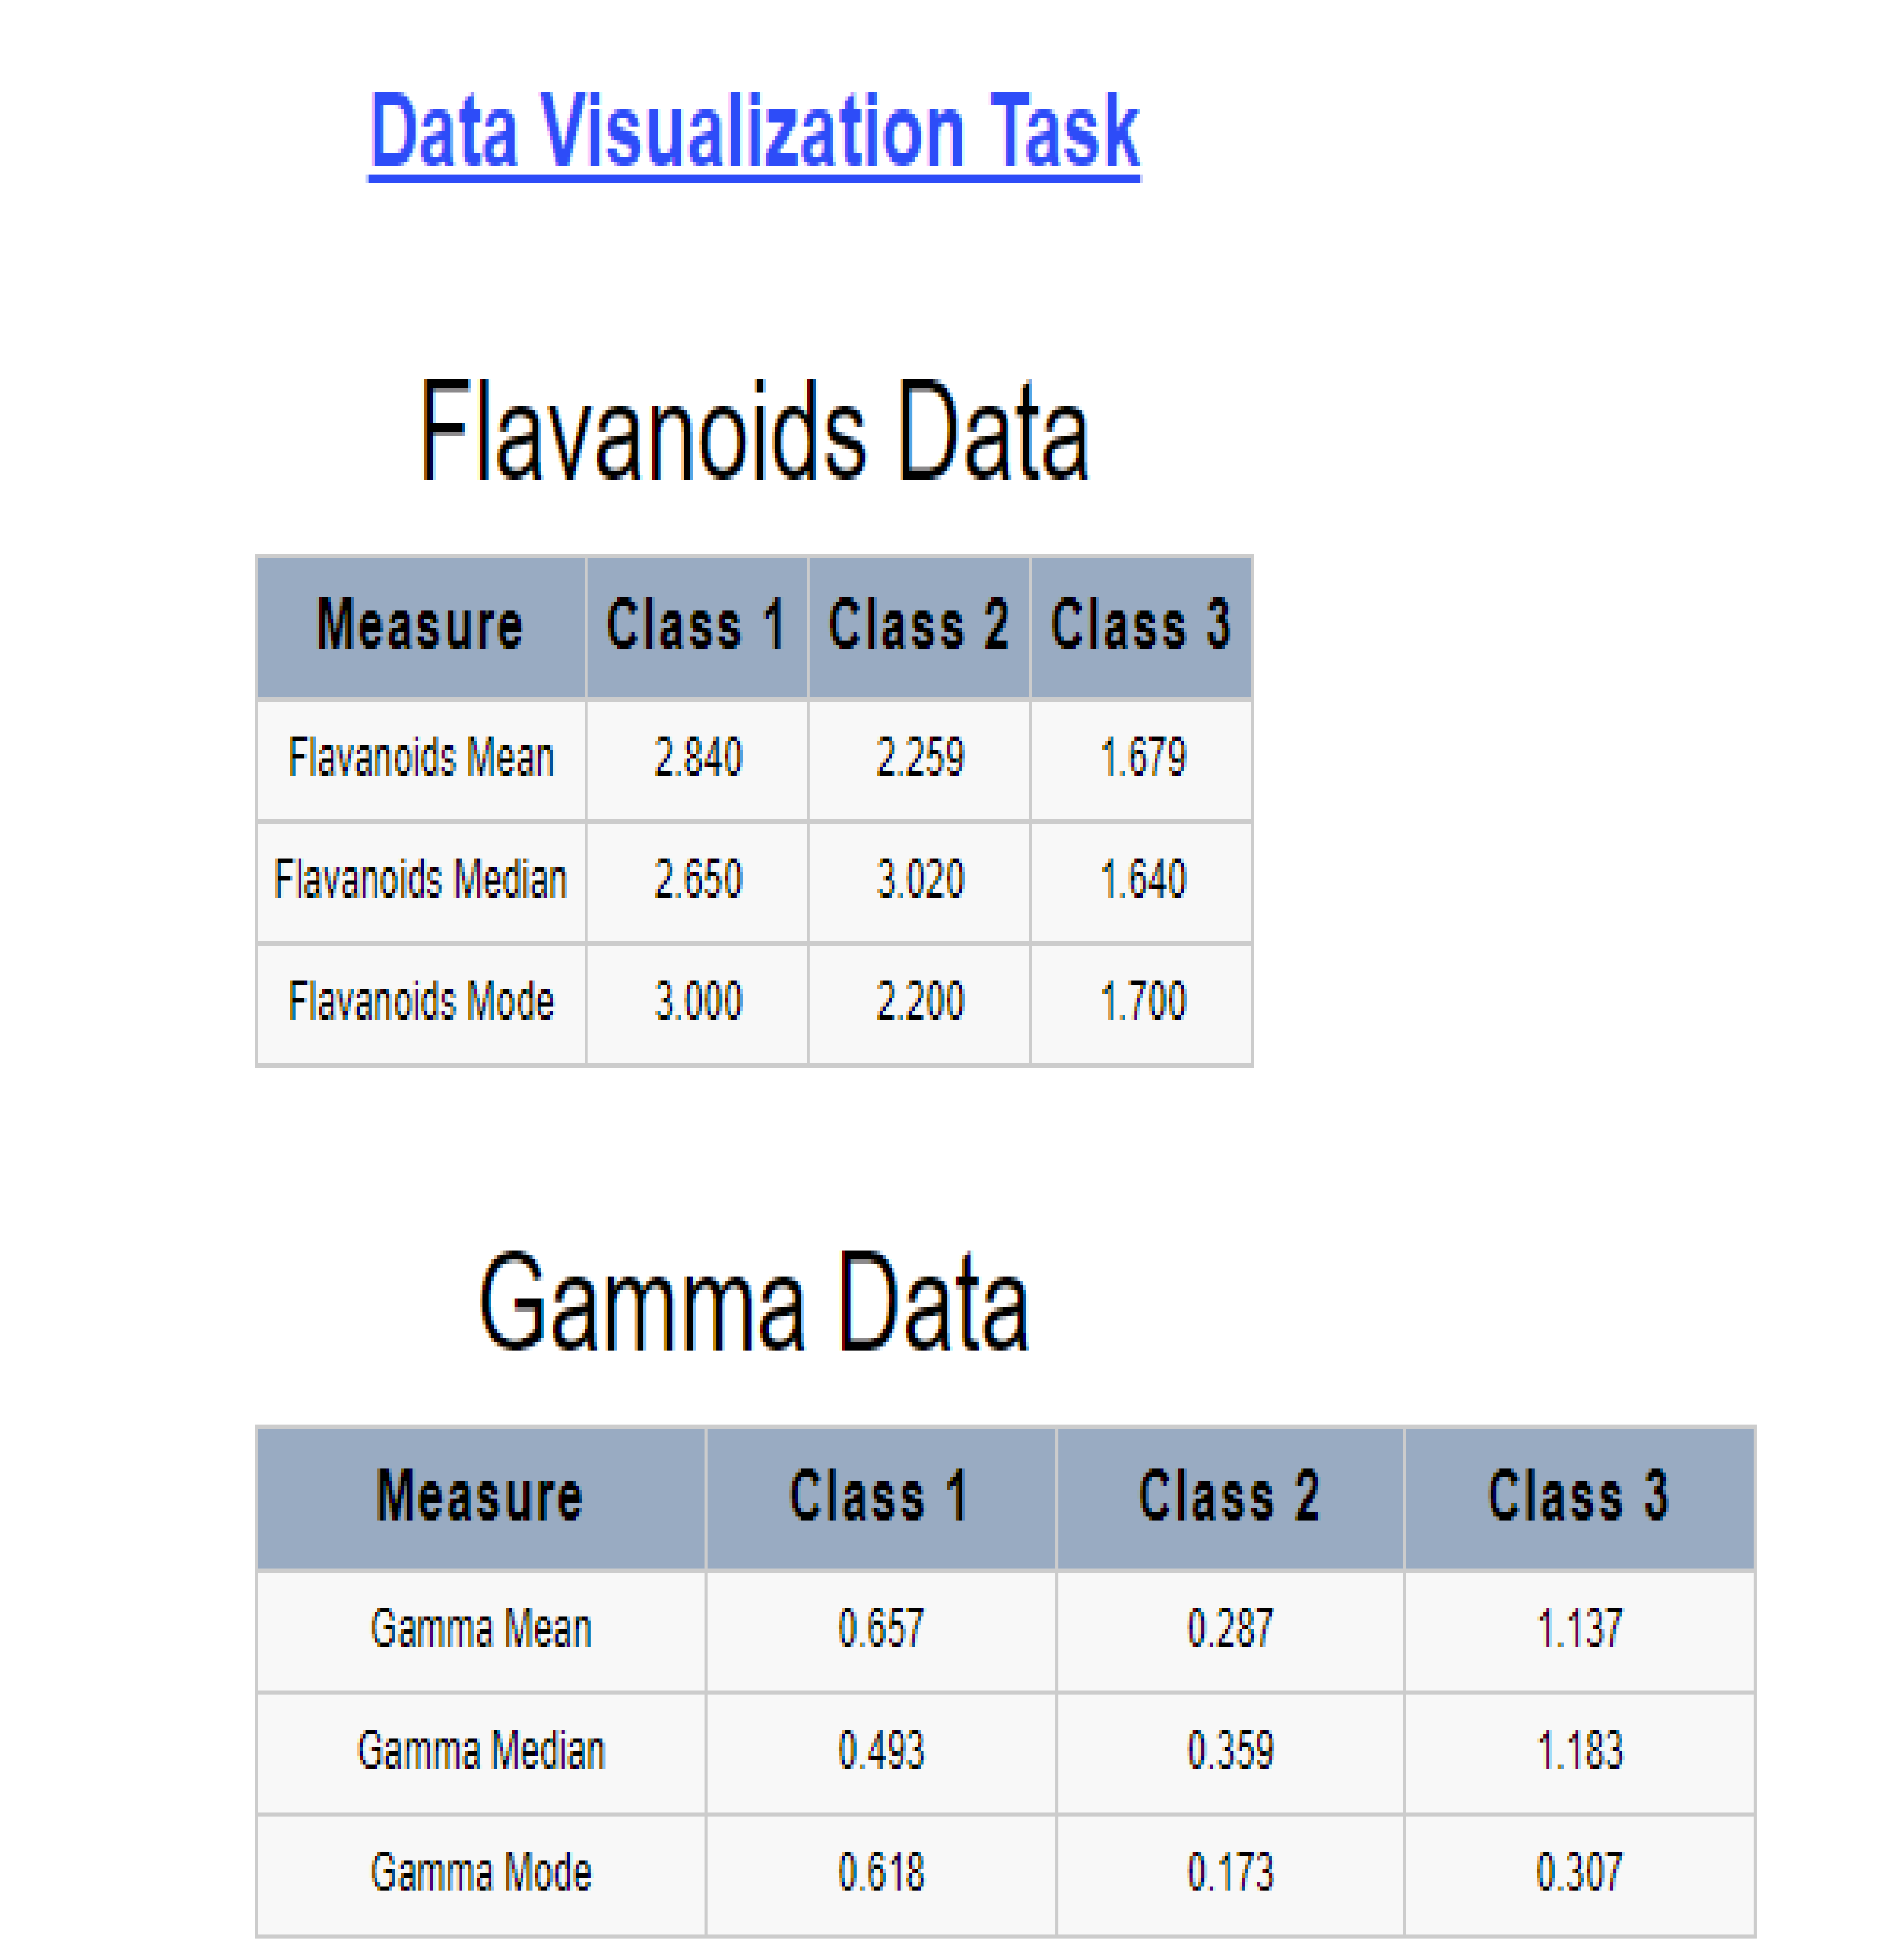 Data Visualization Task
Flavanoids Data
Measure Class 1 Class 2 Class 3
Flavanoids Mean 2.840 2.259 1.679
Flavanoids Median 2.650 3.020 1.640
Flavanoids Mode 3.000 2.200 1.700
Gamma Data
Measure Class 1 Class 2 Class 3
Gamma Mean 0.657 0.287 1.137
Gamma Median 0.493 0.359 1.183
Gamma Mode 0.618 0.173 0.307